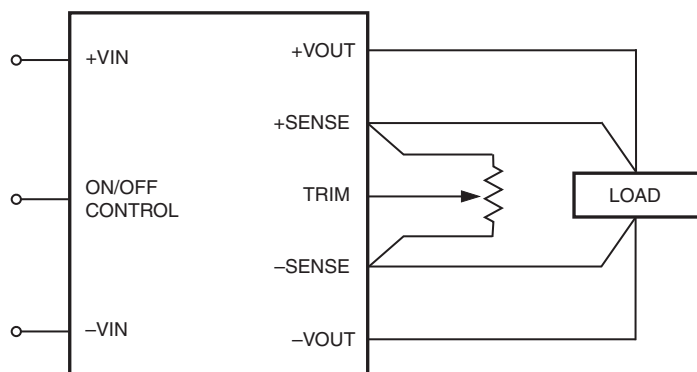 +VIN
ON/OFF
CONTROL
–VIN
+VOUT
+SENSE
TRIM
–SENSE
–VOUT
LOAD